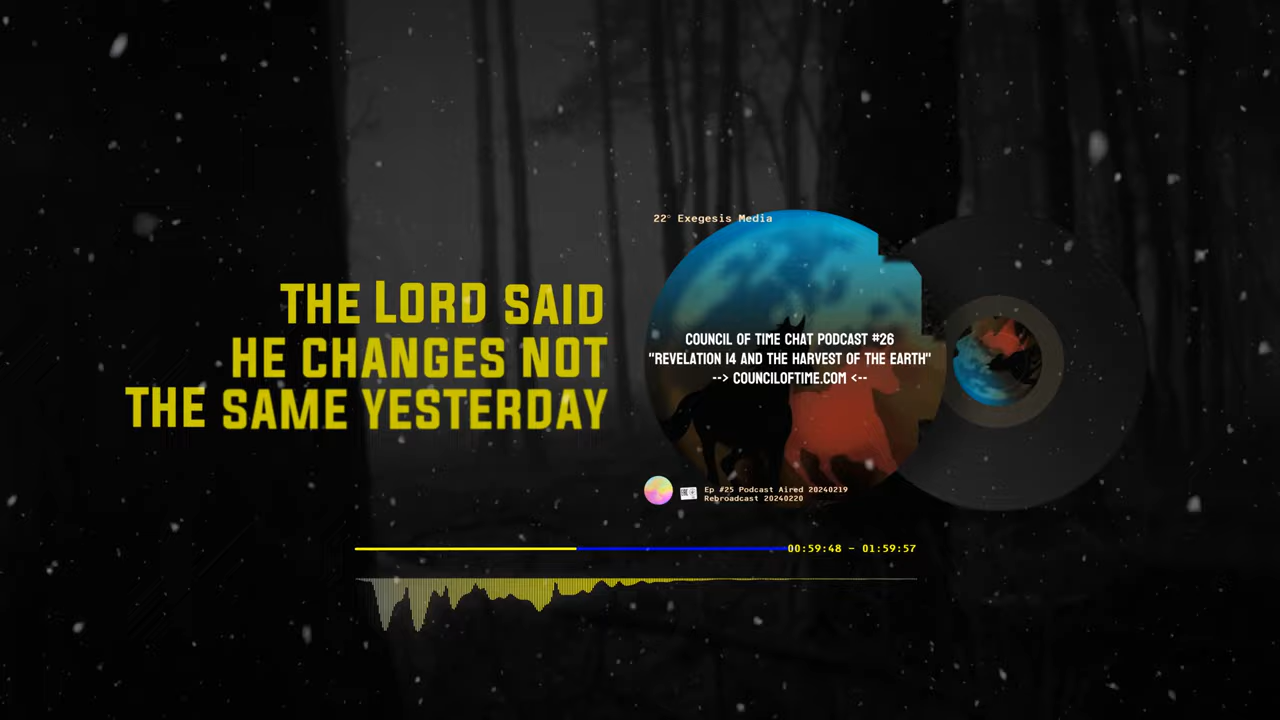 THE LORD SAID
HE CHANGES NOT
THE SAME YESTERDAY
22° Exegesis Media
COUNCIL OF TIME CHAT PODCAST #26
"REVELATION 14 AND THE HARVEST OF THE EARTH"
--> COUNCILOFTIME.COM <--
Ep #25 Podcast Aired 20240219
Rebroadcast 20240220
00:59:48 - 01:59:57